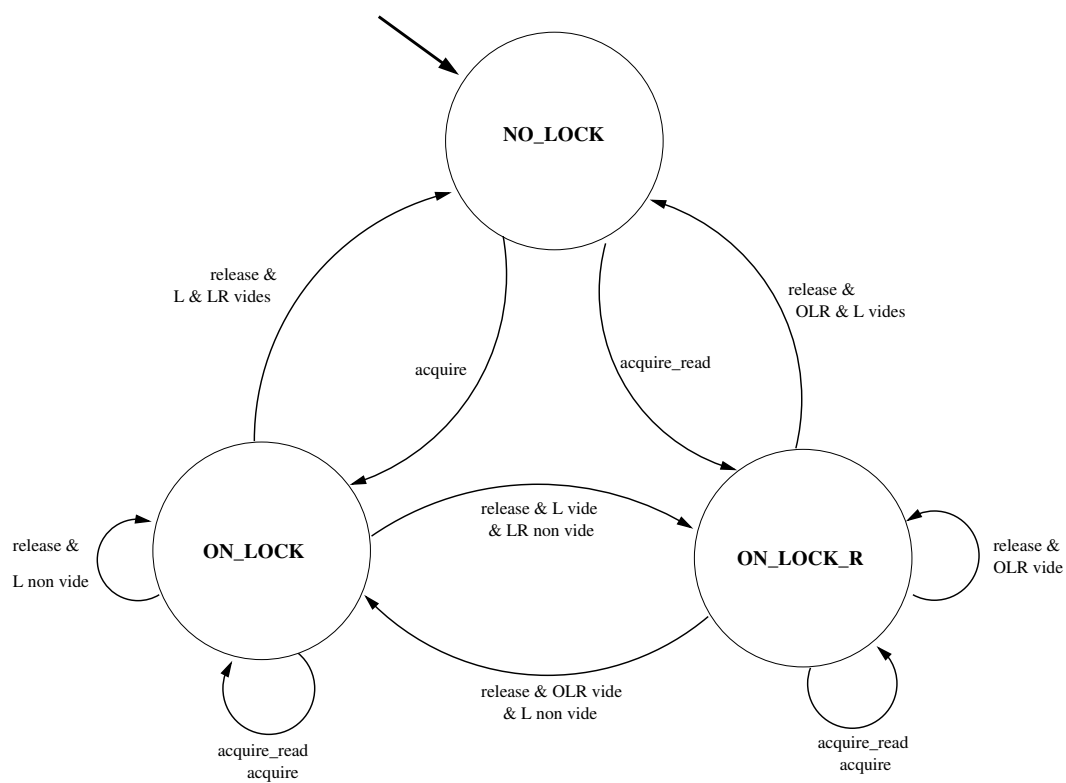 NO_LOCK
release &
L & LR vides
release &
OLR & L vides
acquire
acquire_read
release & L vide
& LR non vide
release &
L non vide
ON_LOCK
ON_LOCK_R
release &
OLR vide
release & OLR vide
& L non vide
acquire_read
acquire
acquire_read
acquire